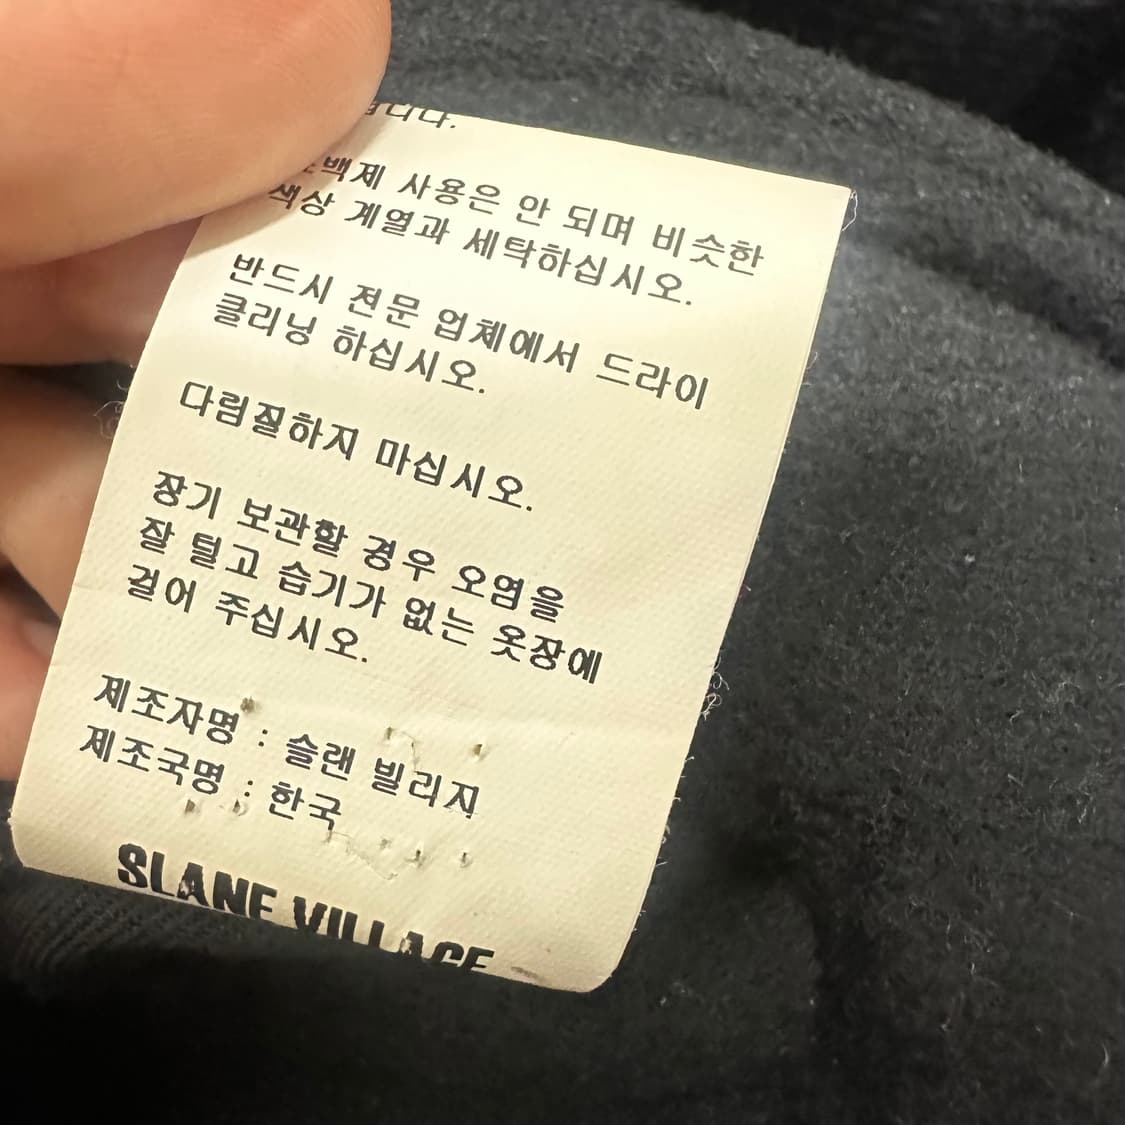 사용은 안 되며 비슷한
색상 계열과 세탁하십시오.
반드시 전문 업체에서 드라이
클리닝 하십시오.
다림질하지 마십시오.
장기 보관할 경우 오염을
잘 털고 습기가 없는 옷장에
걸어 주십시오.
제조자명 : 슬랜 빌리지
제조국명 : 한국
SLANE VILLAGE